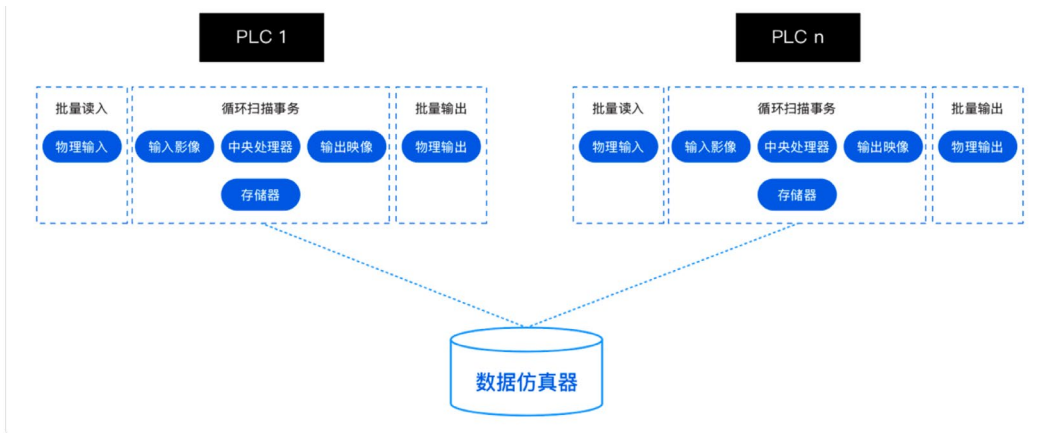 PLC 1
PLC n
批量读入
循环扫描事务
批量输出
物理输入
输入影像
中央处理器
输出映像
物理输出
存储器
批量读入
循环扫描事务
批量输出
物理输入
输入影像
中央处理器
输出映像
物理输出
存储器
数据仿真器